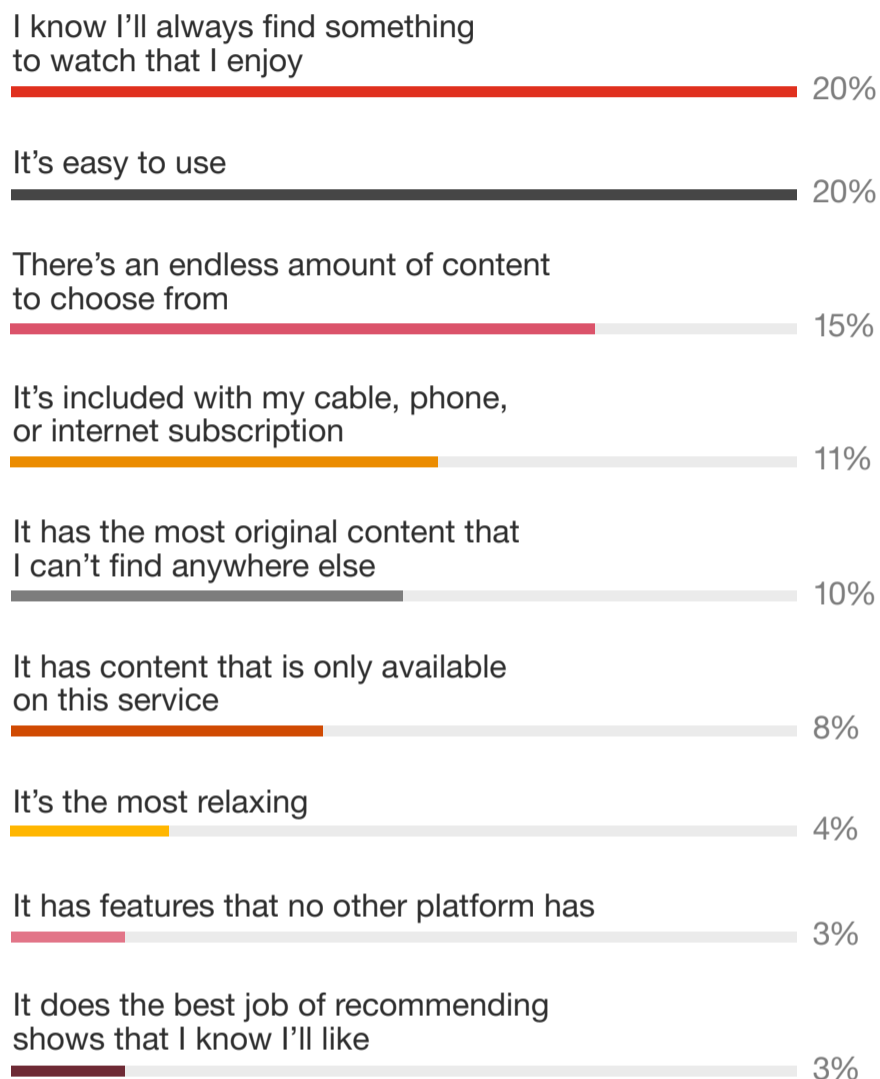 I know I’ll always find something
to watch that I enjoy
20%
It’s easy to use
20%
There’s an endless amount of content
to choose from
15%
It’s included with my cable, phone,
or internet subscription
11%
It has the most original content that
I can’t find anywhere else
10%
It has content that is only available
on this service
8%
It’s the most relaxing
4%
It has features that no other platform has
3%
It does the best job of recommending
shows that I know I’ll like
3%